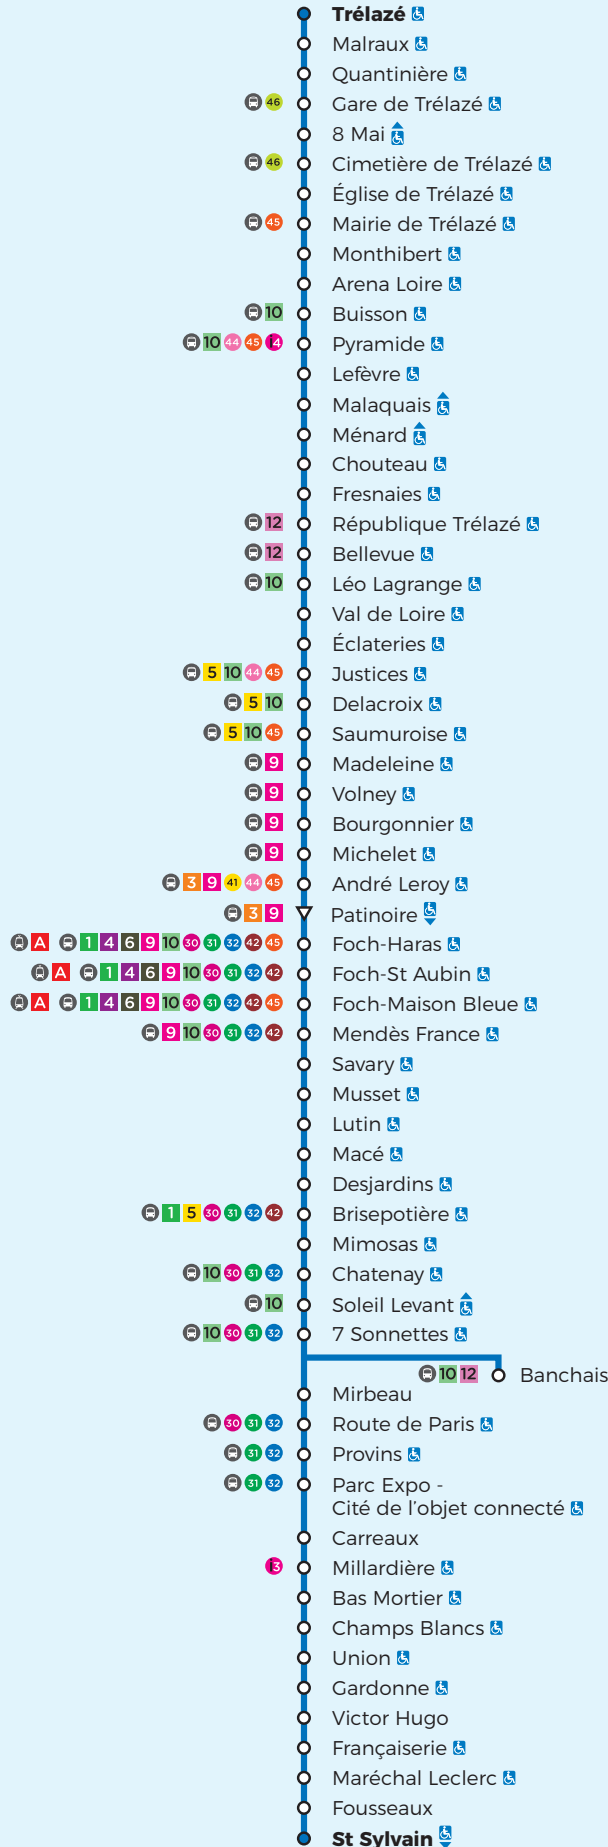 Trélazé
Malraux
Quantinière
46 Gare de Trélazé
8 Mai
46 Cimetière de Trélazé
Église de Trélazé
45 Mairie de Trélazé
Monthibert
Arena Loire
10 Buisson
10 44 45 14 Pyramide
Lefèvre
Malaquais
Ménard
Chouteau
Fresnaies
12 République Trélazé
12 Bellevue
10 Léo Lagrange
Val de Loire
Éclateries
5 10 44 45 Justices
5 10 Delacroix
5 10 45 Saumuroise
9 Madeleine
9 Volney
9 Bourgonnier
9 Michelet
3 9 41 44 45 André Leroy
3 9 Patinoire
A 1 4 6 9 10 30 31 32 42 45 Foch-Haras
A 1 4 6 9 10 30 31 32 42 Foch-St Aubin
A 1 4 6 9 10 30 31 32 42 45 Foch-Maison Bleue
9 10 30 31 32 42 Mendès France
Savary
Musset
Lutin
Macé
Desjardins
1 5 30 31 32 42 Brisepotière
Mimosas
10 30 31 32 Chatenay
10 Soleil Levant
10 30 31 32 7 Sonnettes
10 12 Banchais
Mirbeau
30 31 32 Route de Paris
31 32 Provins
31 32 Parc Expo -
Cité de l'objet connecté
Carreaux
i3 Millardière
Bas Mortier
Champs Blancs
Union
Gardonne
Victor Hugo
Françaiserie
Maréchal Leclerc
Fousseaux
St Sylvain